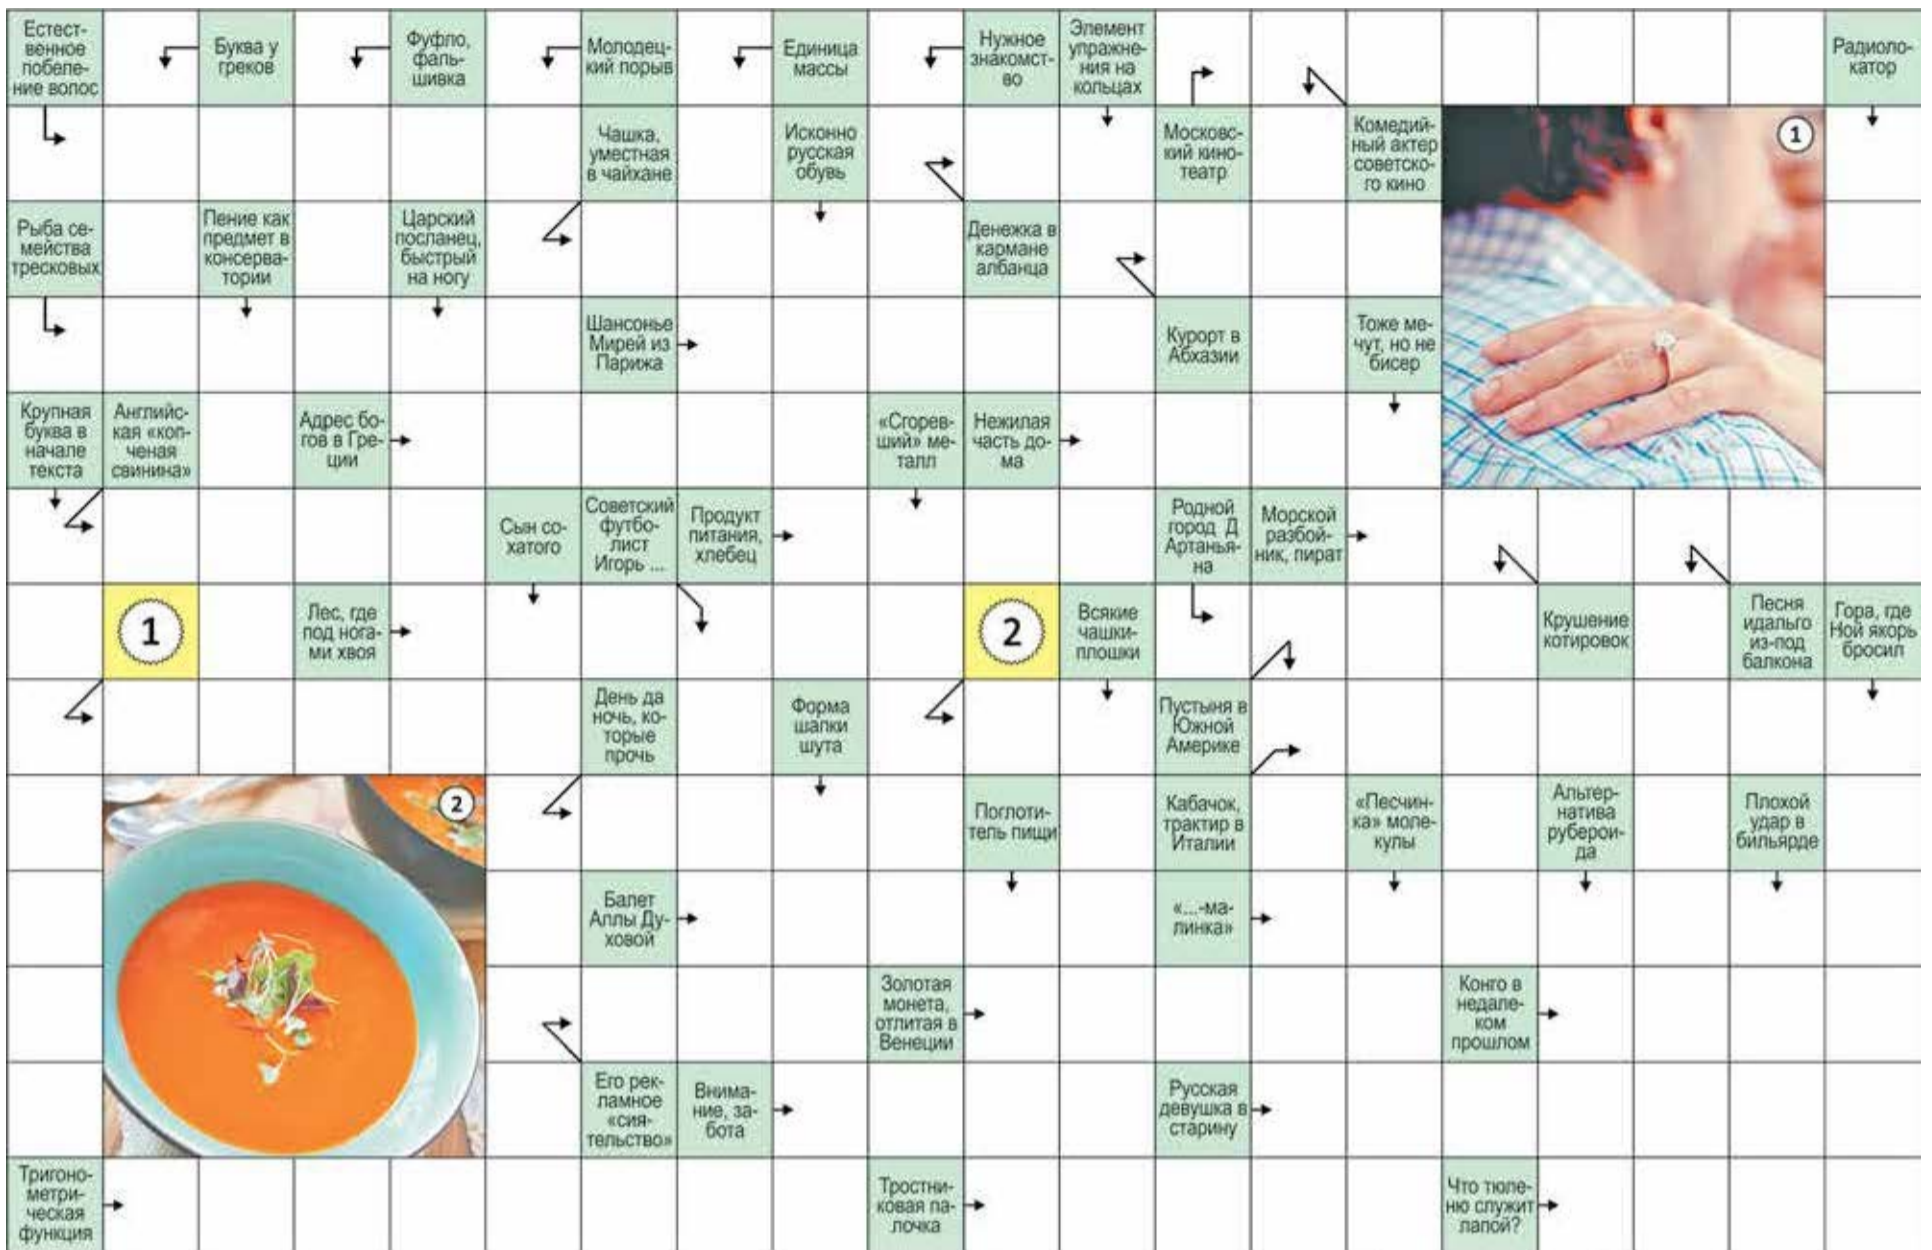 Естест-
венное
побеле-
ние волос
Буква у
греков
Фуфло,
фаль-
шивка
Молодец-
кий порыв
Единица
массы
Нужное
знакомст-
во
Элемент
упражне-
ния на
кольцах
Радиоло-
катор
Чашка,
уместная
в чайхане
Исконно
русская
обувь
Московс-
кий кино-
театр
Комедий-
ный актер
советско-
го кино
1
Рыба се-
мейства
тресковых
Пение как
предмет в
консерва-
тории
Царский
посланец,
быстрый
на ногу
Денежка в
кармане
албанца
Шансонье
Мирей из
Парижа
Курорт в
Абхазии
Тоже ме-
чут, но не
бисер
Крупная
буква в
начале
текста
Английс-
кая «коп-
ченая
свинина»
Адрес бо-
гов в Гре-
ции
«Сгорев-
ший» ме-
талл
Нежилая
часть до-
ма
Сын со-
хатого
Советский
футбо-
лист
Игорь ...
Продукт
питания,
хлебец
Родной
город Д
Артанья-
на
Морской
разбой-
ник, пират
1
Лес, где
под нога-
ми хвоя
2
Всякие
чашки-
плошки
Крушение
котировок
Песня
идальго
из-под
балкона
Гора, где
Ной якорь
бросил
День да
ночь, ко-
торые
прочь
Форма
шапки
шута
Пустыня в
Южной
Америке
2
Поглоти-
тель пищи
Кабачок,
трактир в
Италии
«Песчин-
ка» моле-
кулы
Альтер-
натива
руберои-
да
Плохой
удар в
бильярде
Балет
Аллы Ду-
ховой
«...-ма-
линка»
Золотая
монета,
отлитая в
Венеции
Конго в
недале-
ком
прошлом
Его рек-
ламное
«сия-
тельство»
Внима-
ние, за-
бота
Русская
девушка в
старину
Тригоно-
метри-
ческая
функция
Тростни-
ковая па-
лочка
Что тюле-
ню служит
лапой?